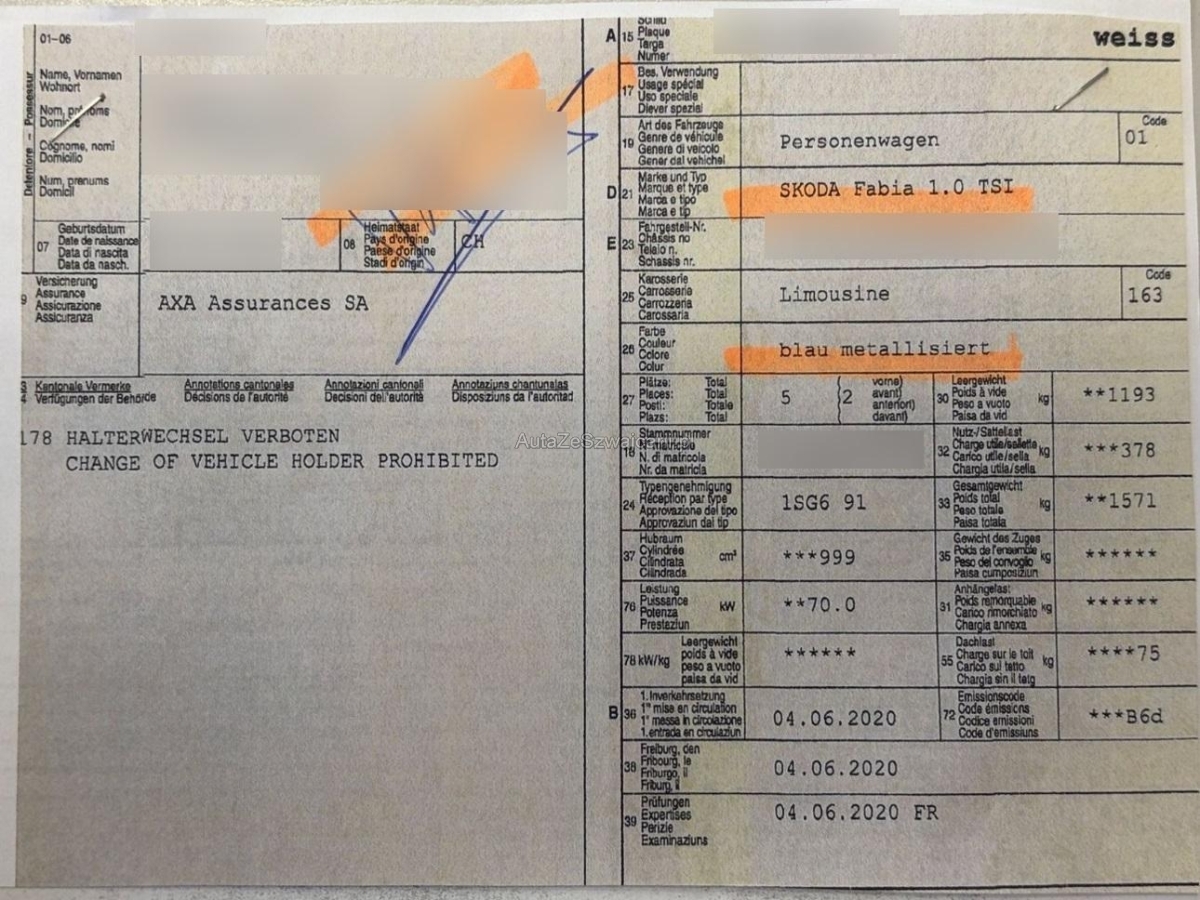 01-06
Detentore – Possessur
Name, Vornamen
Wohnort
Nom, prénoms
Domicile
Cognome, nomi
Domicilio
Num, prenums
Domicil
07
Geburtsdatum
Date de naissance
Data di nascita
Data da nasch.
08
Heimatstaat
Pays d'origine
Paese d'origine
Stadi d'origin
CH
9
Versicherung
Assurance
Assicurazione
Assicuranza
AXA Assurances SA
Kantonale Vermerke
Verfügungen der Behörde
Annotations cantonales
Décisions de l'autorité
Annotazioni cantonali
Decisioni dell'autorità
Annotaziuns chantunalas
Disposiziuns da l'autoritad
178 HALTERWECHSEL VERBOTEN
CHANGE OF VEHICLE HOLDER PROHIBITED
A 15
Schild
Plaque
Targa
Numer
weiss
17
Bes. Verwendung
Usage spécial
Uso speciale
Diever spezial
19
Art des Fahrzeugs
Genre de véhicule
Genere di veicolo
Gener dal vehichel
Personenwagen
Code
01
D 21
Marke und Typ
Marque et type
Marca e tipo
Marca e tip
SKODA Fabia 1.0 TSI
E 23
Fahrgestell-Nr.
Châssis no
Telaio n.
Schassis nr.
25
Karosserie
Carrosserie
Carrozzeria
Carossaria
Limousine
Code
163
26
Farbe
Couleur
Colore
Colur
blau metallisiert
27
Plätze: Total
Places: Total
Posti: Totale
Plazs: Total
5
(2
vorne)
avant)
anteriori)
davant)
30
Leergewicht
Poids à vide
Peso a vuoto
Paisa da vid
kg
**1193
18
Stammnummer
N. matricule
N. di matricola
Nr. da matricla
32
Nutz-/Sattellast
Charge utile/sellette
Carico utile/sella
Chargia utila/sella
kg
***378
24
Typengenehmigung
Réception par type
Approvazione del tipo
Approvaziun dal tip
1SG6 91
33
Gesamtgewicht
Poids total
Peso totale
Paisa totala
kg
**1571
37
Hubraum
Cylindrée
Cilindrata
Cilindrada
cm³
***999
35
Gewicht des Zuges
Poids de l'ensemble
Peso del convoglio
Paisa cumposiziun
kg
******
76
Leistung
Puissance
Potenza
Prestaziun
kW
**70.0
31
Anhängelast
Poids remorquable
Carico rimorchiato
Chargia annexa
kg
******
78 kW/kg
Leergewicht
poids à vide
peso a vuoto
paisa da vid
******
55
Dachlast
Charge sur le toit
Carico sul tetto
Chargia sin il tetg
kg
****75
B 36
1. Inverkehrsetzung
1re mise en circulation
1a messa in circolazione
1. entrada en circulaziun
04.06.2020
72
Emissionscode
Code émissions
Codice emissioni
Code d'emissiuns
***B6d
38
Freiburg, den
Fribourg, le
Friburgo, il
Friburg, il
04.06.2020
39
Prüfungen
Expertises
Perizie
Examinaziuns
04.06.2020 FR